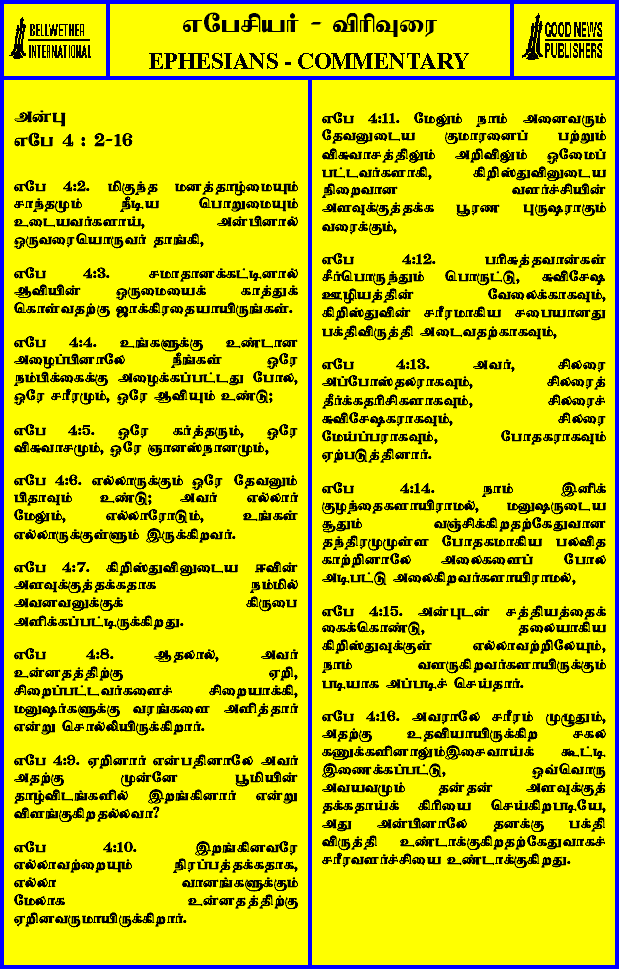 BELLWETHER
INTERNATIONAL
எபேசியர் - விரிவுரை
EPHESIANS - COMMENTARY
GOOD NEWS
PUBLISHERS
அன்பு
எபே 4 : 2-16
எபே 4:2. மிகுந்த மனத்தாழ்மையும்
சாந்தமும் நீடிய பொறுமையும்
உடையவர்களாய், அன்பினால்
ஒருவரையொருவர் தாங்கி,
எபே 4:3. சமாதானக்கட்டினால்
ஆவியின் ஒருமையைக் காத்துக்
கொள்வதற்கு ஜாக்கிரதையாயிருங்கள்.
எபே 4:4. உங்களுக்கு உண்டான
அழைப்பினாலே நீங்கள் ஒரே
நம்பிக்கைக்கு அழைக்கப்பட்டது போல,
ஒரே சரீரமும், ஒரே ஆவியும் உண்டு;
எபே 4:5. ஒரே கர்த்தரும், ஒரே
விசுவாசமும், ஒரே ஞானஸ்நானமும்,
எபே 4:6. எல்லாருக்கும் ஒரே தேவனும்
பிதாவும் உண்டு; அவர் எல்லார்
மேலும், எல்லாரோடும், உங்கள்
எல்லாருக்குள்ளும் இருக்கிறவர்.
எபே 4:7. கிறிஸ்துவினுடைய ஈவின்
அளவுக்குத்தக்கதாக நம்மில்
அவனவனுக்குக் கிருபை
அளிக்கப்பட்டிருக்கிறது.
எபே 4:8. ஆதலால், அவர்
உன்னதத்திற்கு ஏறி,
சிறைப்பட்டவர்களைச் சிறையாக்கி,
மனுஷர்களுக்கு வரங்களை அளித்தார்
என்று சொல்லியிருக்கிறார்.
எபே 4:9. ஏறினார் என்பதினாலே அவர்
அதற்கு முன்னே பூமியின்
தாழ்விடங்களில் இறங்கினார் என்று
விளங்குகிறதல்லவா?
எபே 4:10. இறங்கினவரே
எல்லாவற்றையும் நிரப்பத்தக்கதாக,
எல்லா வானங்களுக்கும்
மேலாக உன்னதத்திற்கு
ஏறினவருமாயிருக்கிறார்.
எபே 4:11. மேலும் நாம் அனைவரும்
தேவனுடைய குமாரனைப் பற்றும்
விசுவாசத்திலும் அறிவிலும் ஒமைப்
பட்டவர்களாகி, கிறிஸ்துவினுடைய
நிறைவான வளர்ச்சியின்
அளவுக்குத்தக்க பூரண புருஷராகும்
வரைக்கும்,
எபே 4:12. பரிசுத்தவான்கள்
சீர்பொருந்தும் பொருட்டு, சுவிசேஷ
ஊழியத்தின் வேலைக்காகவும்,
கிறிஸ்துவின் சரீரமாகிய சபையானது
பக்திவிருத்தி அடைவதற்காகவும்,
எபே 4:13. அவர், சிலரை
அப்போஸ்தலராகவும், சிலரைத்
தீர்க்கதரிசிகளாகவும், சிலரைச்
சுவிசேஷகராகவும், சிலரை
மேய்ப்பராகவும், போதகராகவும்
ஏற்படுத்தினார்.
எபே 4:14. நாம் இனிக்
குழந்தைகளாயிராமல், மனுஷருடைய
சூதும் வஞ்சிக்கிறதற்கேதுவான
தந்திரமுமுள்ள போதகமாகிய பலவித
காற்றினாலே அலைகளைப் போல
அடிபட்டு அலைகிறவர்களாயிராமல்,
எபே 4:15. அன்புடன் சத்தியத்தைக்
கைக்கொண்டு, தலையாகிய
கிறிஸ்துவுக்குள் எல்லாவற்றிலேயும்,
நாம் வளருகிறவர்களாயிருக்கும்
படியாக அப்படிச் செய்தார்.
எபே 4:16. அவராலே சரீரம் முழுதும்,
அதற்கு உதவியாயிருக்கிற சகல
கணுக்களினாலும்இசைவாய்க் கூட்டி
இணைக்கப்பட்டு, ஒவ்வொரு
அவயவமும் தன்தன் அளவுக்குத்
தக்கதாய்க் கிரியை செய்கிறபடியே,
அது அன்பினாலே தனக்கு பக்தி
விருத்தி உண்டாக்குகிறதற்கேதுவாகச்
சரீரவளர்ச்சியை உண்டாக்குகிறது.